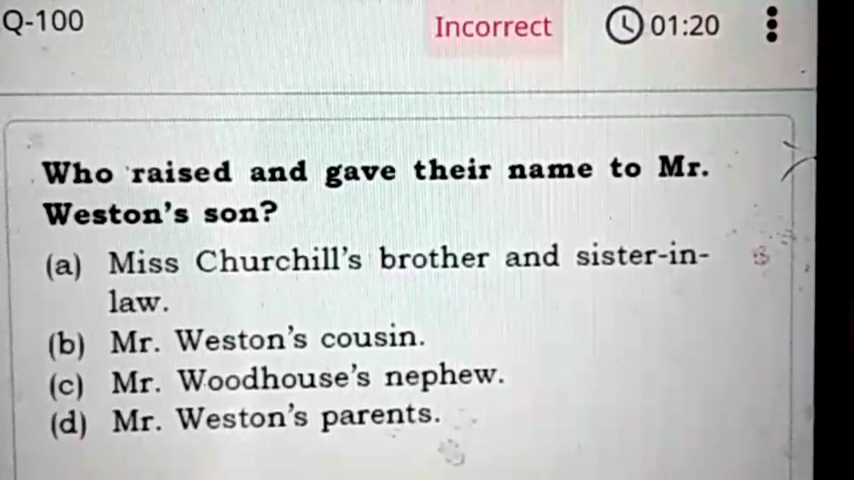 Q-100
Incorrect
01:20
Who raised and gave their name to Mr.
Weston's son?
(a) Miss Churchill's brother and sister-in-
law.
(b) Mr. Weston's cousin.
(c) Mr. Woodhouse's nephew.
(d) Mr. Weston's parents.